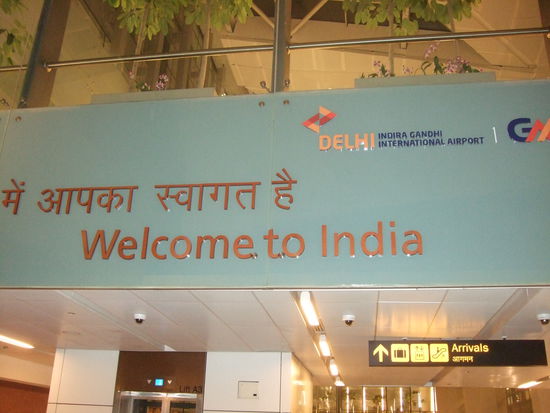 DELHI INDIRA GANDHI
INTERNATIONAL AIRPORT
में आपका स्वागत है
Welcome to India
Arrivals
आगमन
Lift A3